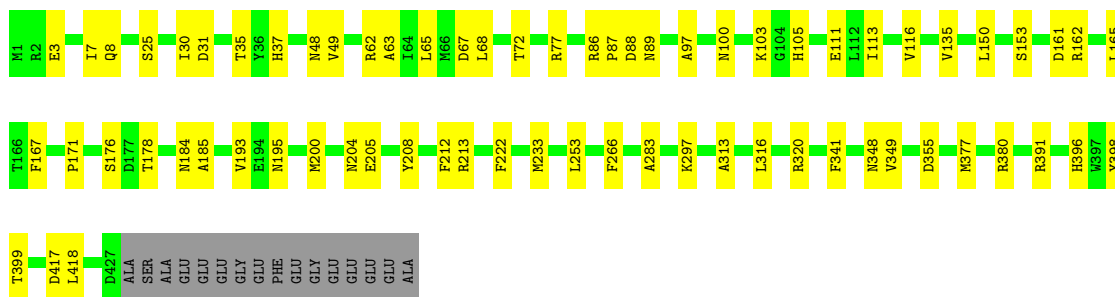 M1 R2 E3 I7 Q8 S25 I30 D31 T35 Y36 H37 N48 V49 R62 A63 I64 L65 M66 D67 L68 T72 R77 R86 P87 D88 N89 A97 N100 K103 G104 H105 E111 L112 I113 V116 V135 L150 S153 D161 R162 L165
T166 F167 P171 S176 D177 T178 N184 A185 V193 E194 N195 M200 N204 E205 Y208 F212 R213 F222 M233 L253 F266 A283 K297 A313 L316 R320 F341 N348 V349 D355 M377 R380 R391 H396 W397 Y398
T399 D417 L418 D427 ALA SER ALA GLU GLU GLU GLY GLU PHE GLU GLY GLU GLU GLU GLU ALA